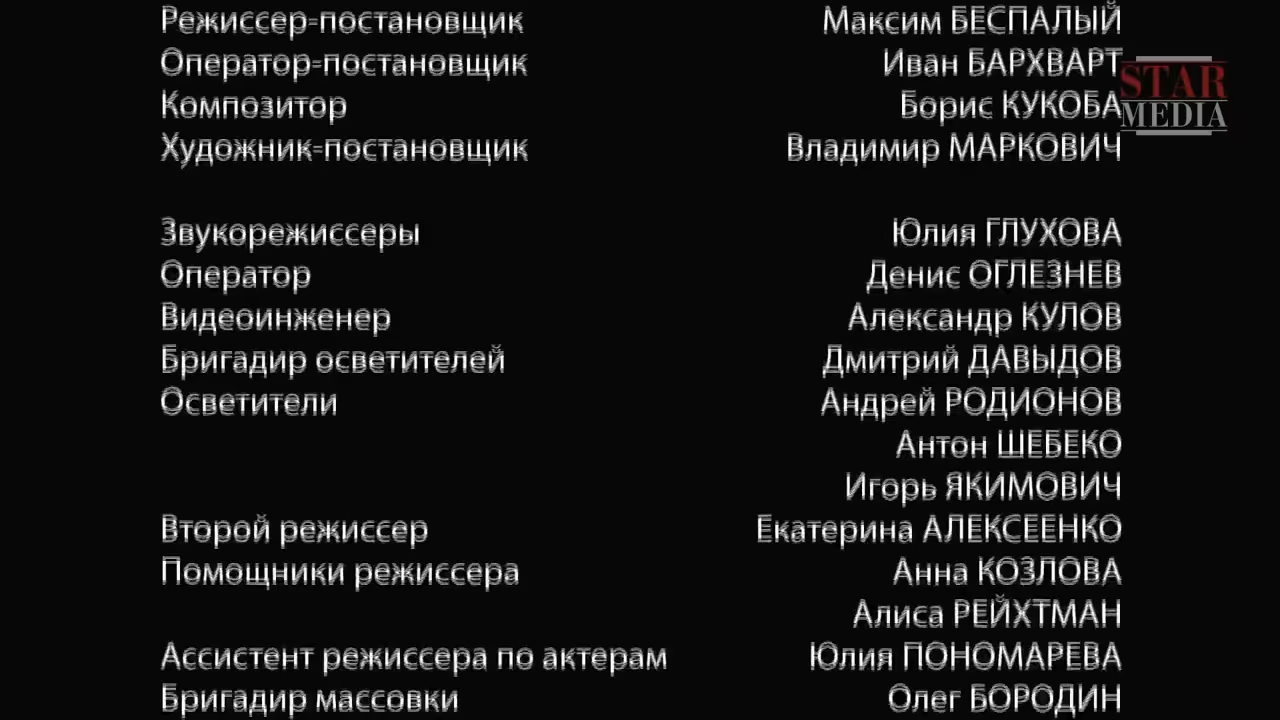 Режиссер-постановщик Максим БЕСПАЛЫЙ
Оператор-постановщик Иван БАРХВАРТ
Композитор Борис КУКОБА
Художник-постановщик Владимир МАРКОВИЧ
STAR
MEDIA
Звукорежиссеры Юлия ГЛУХОВА
Оператор Денис ОГЛЕЗНЕВ
Видеоинженер Александр КУЛОВ
Бригадир осветителей Дмитрий ДАВЫДОВ
Осветители Андрей РОДИОНОВ
Антон ШЕБЕКО
Игорь ЯКИМОВИЧ
Второй режиссер Екатерина АЛЕКСЕЕНКО
Помощники режиссера Анна КОЗЛОВА
Алиса РЕЙХТМАН
Ассистент режиссера по актерам Юлия ПОНОМАРЕВА
Бригадир массовки Олег БОРОДИН